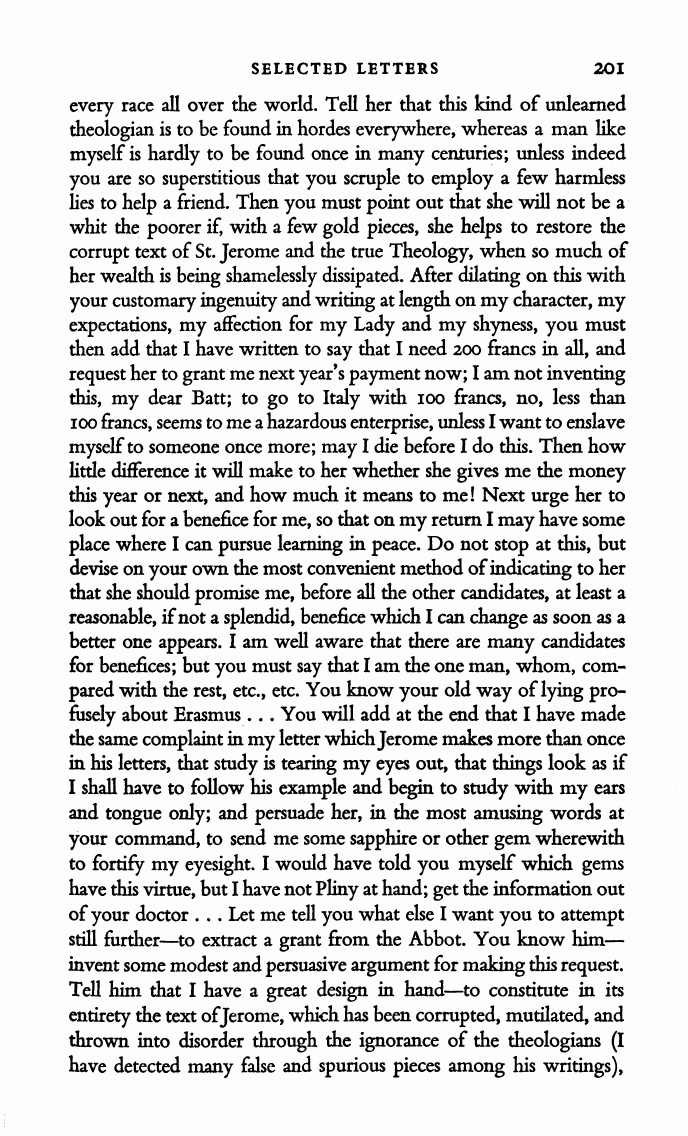 SELECTED LETTERS 201
every race all over the world. Tell her that this kind of unlearned
theologian is to be found in hordes everywhere, whereas a man like
myself is hardly to be found once in many centuries; unless indeed
you are so superstitious that you scruple to employ a few harmless
lies to help a friend. Then you must point out that she will not be a
whit the poorer if, with a few gold pieces, she helps to restore the
corrupt text of St. Jerome and the true Theology, when so much of
her wealth is being shamelessly dissipated. After dilating on this with
your customary ingenuity and writing at length on my character, my
expectations, my affection for my Lady and my shyness, you must
then add that I have written to say that I need 200 francs in all, and
request her to grant me next year's payment now; I am not inventing
this, my dear Batt; to go to Italy with 100 francs, no, less than
100 francs, seems to me a hazardous enterprise, unless I want to enslave
myself to someone once more; may I die before I do this. Then how
little difference it will make to her whether she gives me the money
this year or next, and how much it means to me! Next urge her to
look out for a benefice for me, so that on my return I may have some
place where I can pursue learning in peace. Do not stop at this, but
devise on your own the most convenient method of indicating to her
that she should promise me, before all the other candidates, at least a
reasonable, if not a splendid, benefice which I can change as soon as a
better one appears. I am well aware that there are many candidates
for benefices; but you must say that I am the one man, whom, com-
pared with the rest, etc., etc. You know your old way of lying pro-
fusely about Erasmus . . . You will add at the end that I have made
the same complaint in my letter which Jerome makes more than once
in his letters, that study is tearing my eyes out, that things look as if
I shall have to follow his example and begin to study with my ears
and tongue only; and persuade her, in the most amusing words at
your command, to send me some sapphire or other gem wherewith
to fortify my eyesight. I would have told you myself which gems
have this virtue, but I have not Pliny at hand; get the information out
of your doctor . . . Let me tell you what else I want you to attempt
still further—to extract a grant from the Abbot. You know him—
invent some modest and persuasive argument for making this request.
Tell him that I have a great design in hand—to constitute in its
entirety the text of Jerome, which has been corrupted, mutilated, and
thrown into disorder through the ignorance of the theologians (I
have detected many false and spurious pieces among his writings),